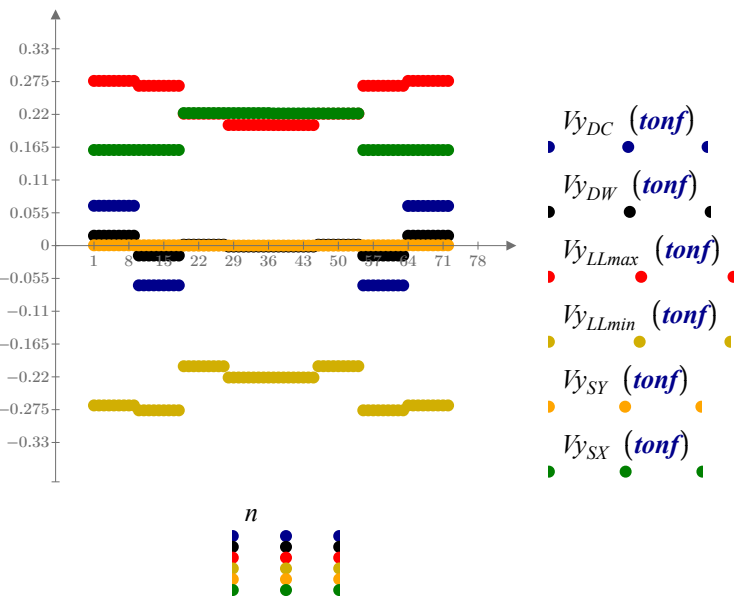 0.33
0.275
0.22
0.165
0.11
0.055
0
−0.055
−0.11
−0.165
−0.22
−0.275
−0.33
1 8 15 22 29 36 43 50 57 64 71 78
Vy_DC (tonf)
Vy_DW (tonf)
Vy_LLmax (tonf)
Vy_LLmin (tonf)
Vy_SY (tonf)
Vy_SX (tonf)
n